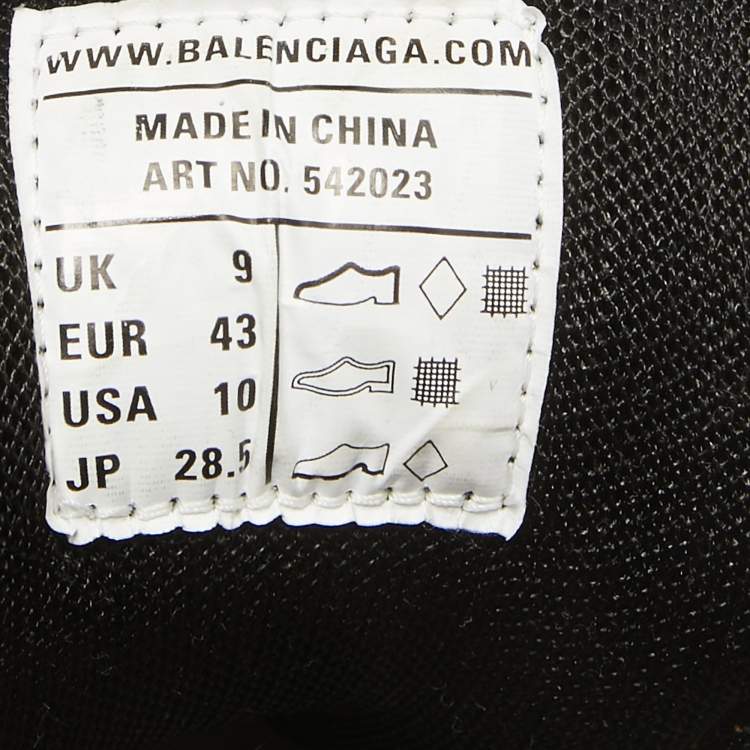 WWW.BALENCIAGA.COM
MADE IN CHINA
ART NO. 542023
UK 9
EUR 43
USA 10
JP 28.5